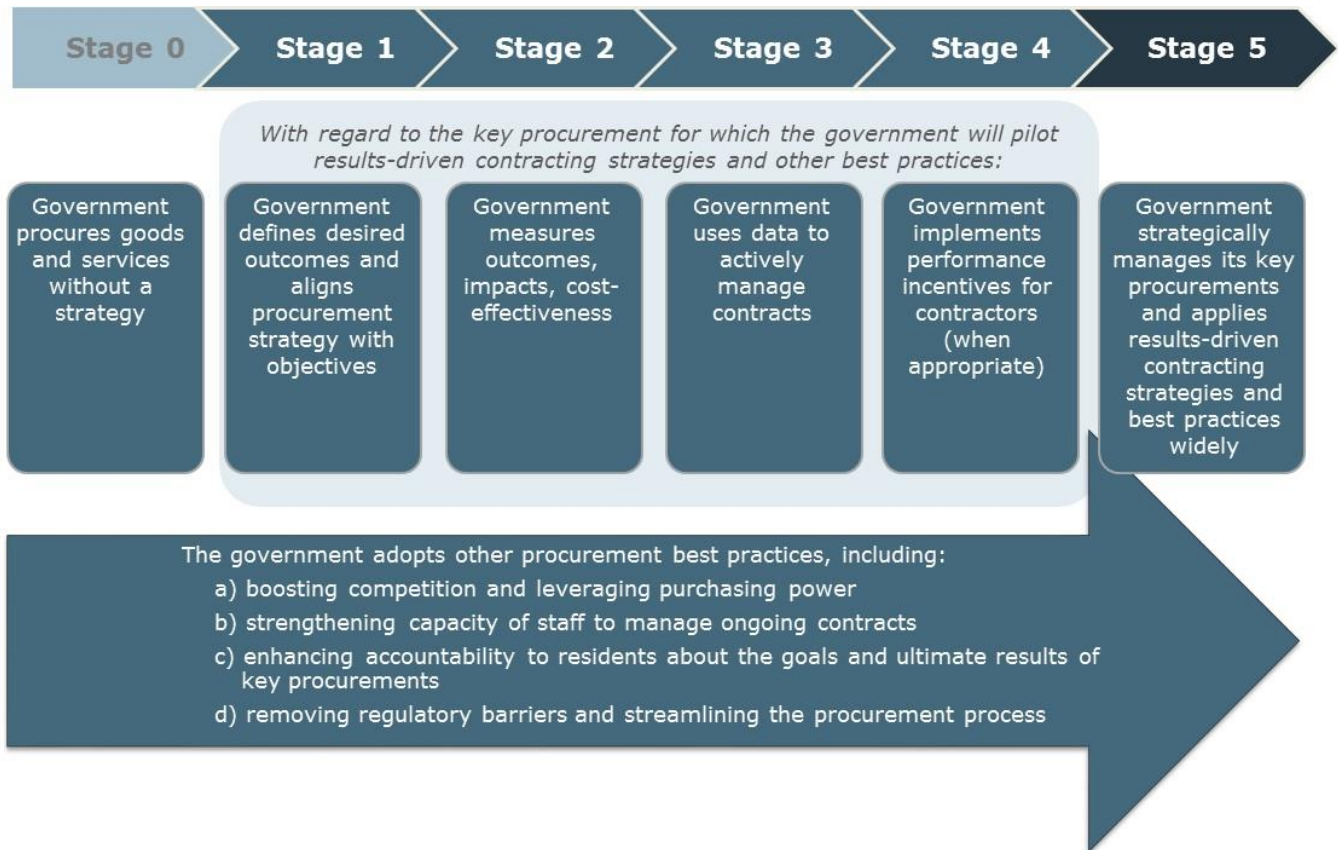 Stage 0
Stage 1
Stage 2
Stage 3
Stage 4
Stage 5
With regard to the key procurement for which the government will pilot
results-driven contracting strategies and other best practices:
Government
procures goods
and services
without a
strategy
Government
defines desired
outcomes and
aligns
procurement
strategy with
objectives
Government
measures
outcomes,
impacts, cost-
effectiveness
Government
uses data to
actively
manage
contracts
Government
implements
performance
incentives for
contractors
(when
appropriate)
Government
strategically
manages its key
procurements
and applies
results-driven
contracting
strategies and
best practices
widely
The government adopts other procurement best practices, including:
a) boosting competition and leveraging purchasing power
b) strengthening capacity of staff to manage ongoing contracts
c) enhancing accountability to residents about the goals and ultimate results of
key procurements
d) removing regulatory barriers and streamlining the procurement process